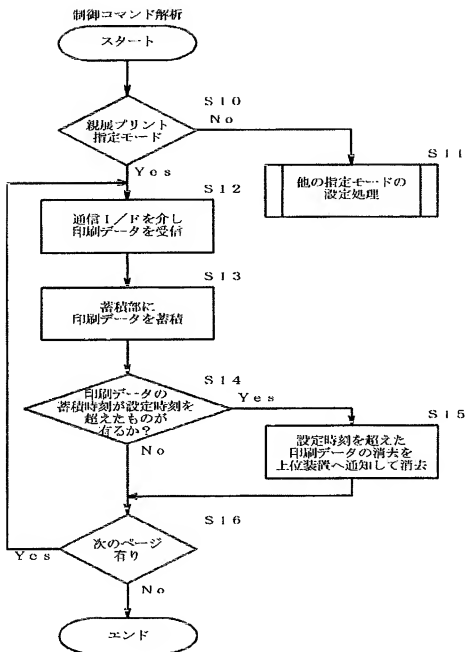 制御コマンド解析
スタート
S10
親展プリント
指定モード
No
Yes
S11
他の指定モードの
設定処理
S12
通信I/Fを介し
印刷データを受信
S13
蓄積部に
印刷データを蓄積
S14
印刷データの
蓄積時刻が設定時刻を
超えたものが
有るか?
Yes
No
S15
設定時刻を超えた
印刷データの消去を
上位装置へ通知して消去
S16
次のページ
有り
Yes
No
エンド